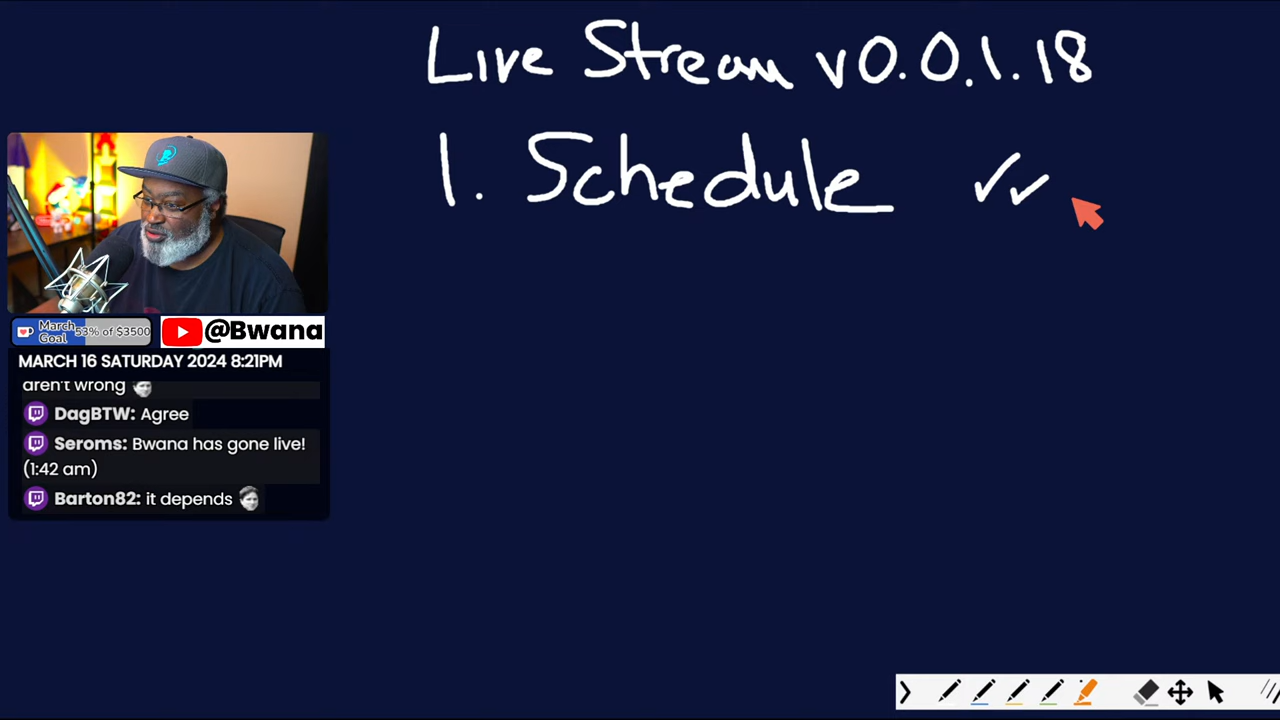 Live Stream v0.0.1.18
1. Schedule
March Goal 53% of $3500
@Bwana
MARCH 16 SATURDAY 2024 8:21PM
aren't wrong
DagBTW: Agree
Seroms: Bwana has gone live!
(1:42 am)
Barton82: it depends